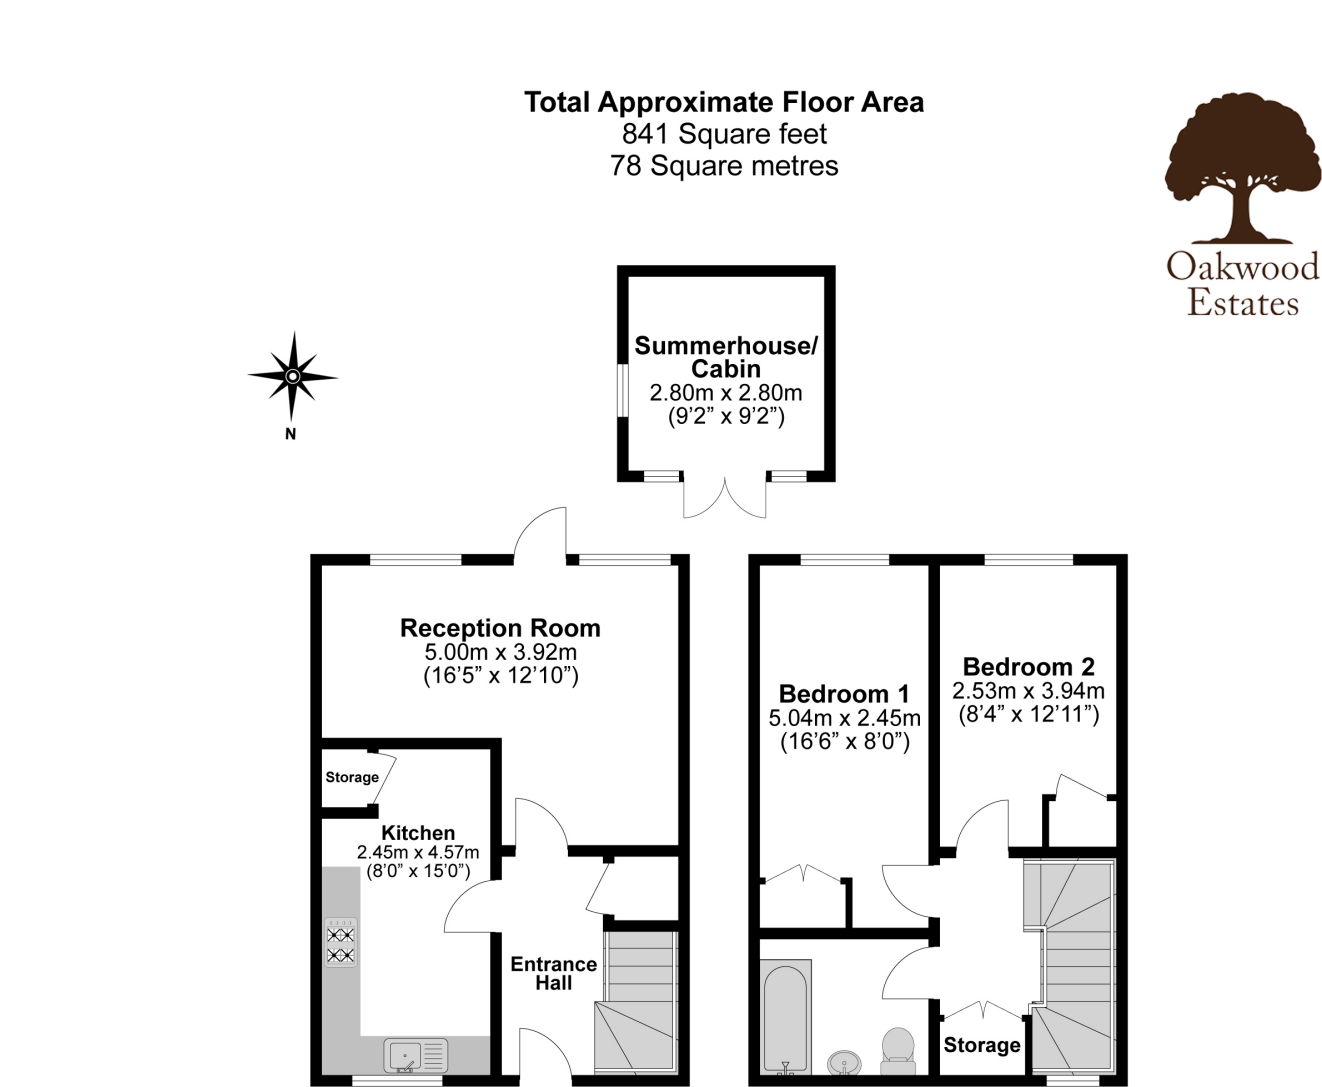 Total Approximate Floor Area
841 Square feet
78 Square metres
Oakwood
Estates
Summerhouse/
Cabin
2.80m x 2.80m
(9’2” x 9’2”)
N
Reception Room
5.00m x 3.92m
(16’5” x 12’10”)
Bedroom 1
5.04m x 2.45m
(16’6” x 8’0”)
Bedroom 2
2.53m x 3.94m
(8’4” x 12’11”)
Storage
Kitchen
2.45m x 4.57m
(8’0” x 15’0”)
Entrance
Hall
Storage